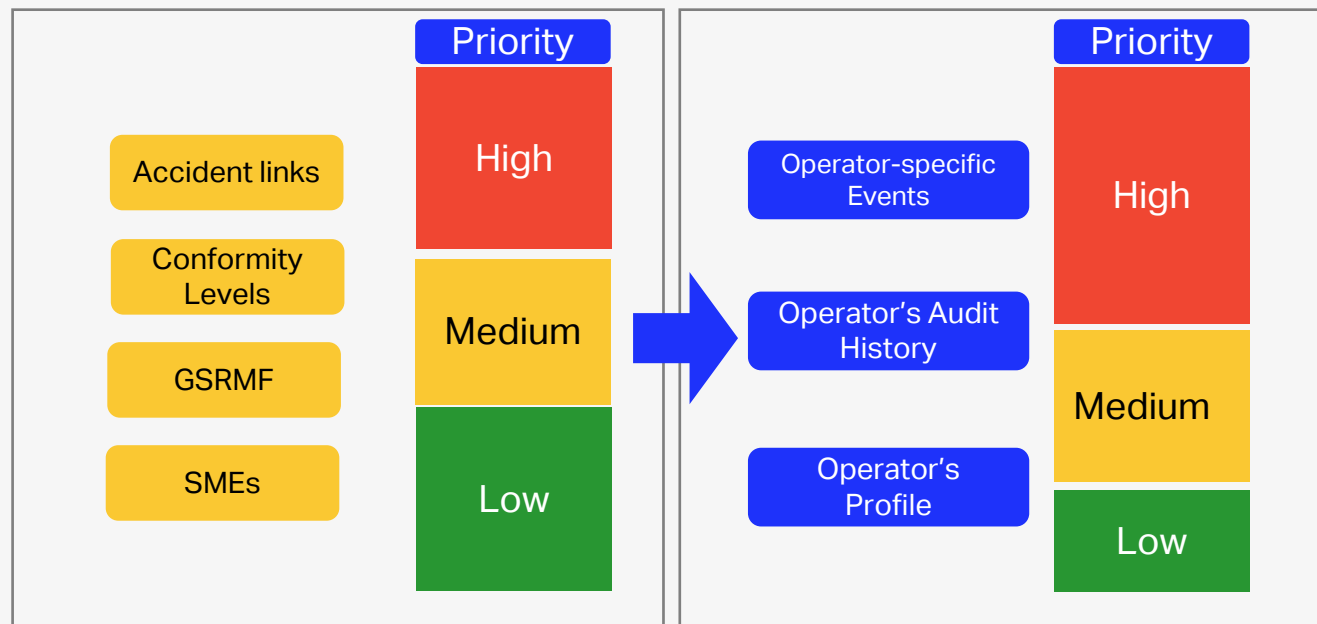 Priority
High
Accident links
Conformity
Levels
Medium
GSRMF
SMEs
Low
Priority
Operator-specific
Events
High
Operator’s Audit
History
Medium
Operator’s
Profile
Low